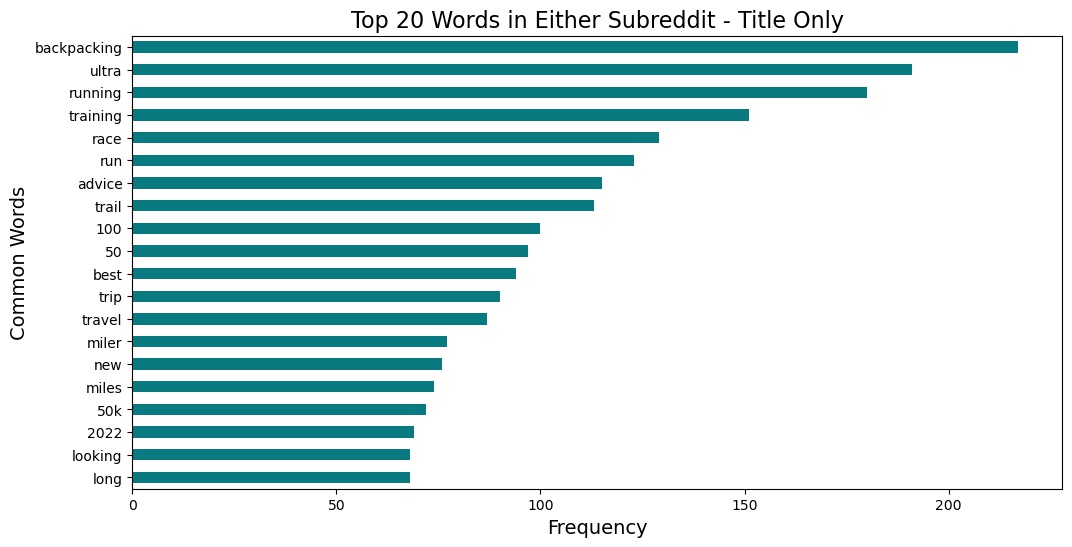 Top 20 Words in Either Subreddit - Title Only
Common Words
backpacking
ultra
running
training
race
run
advice
trail
100
50
best
trip
travel
miler
new
miles
50k
2022
looking
long
0 50 100 150 200
Frequency